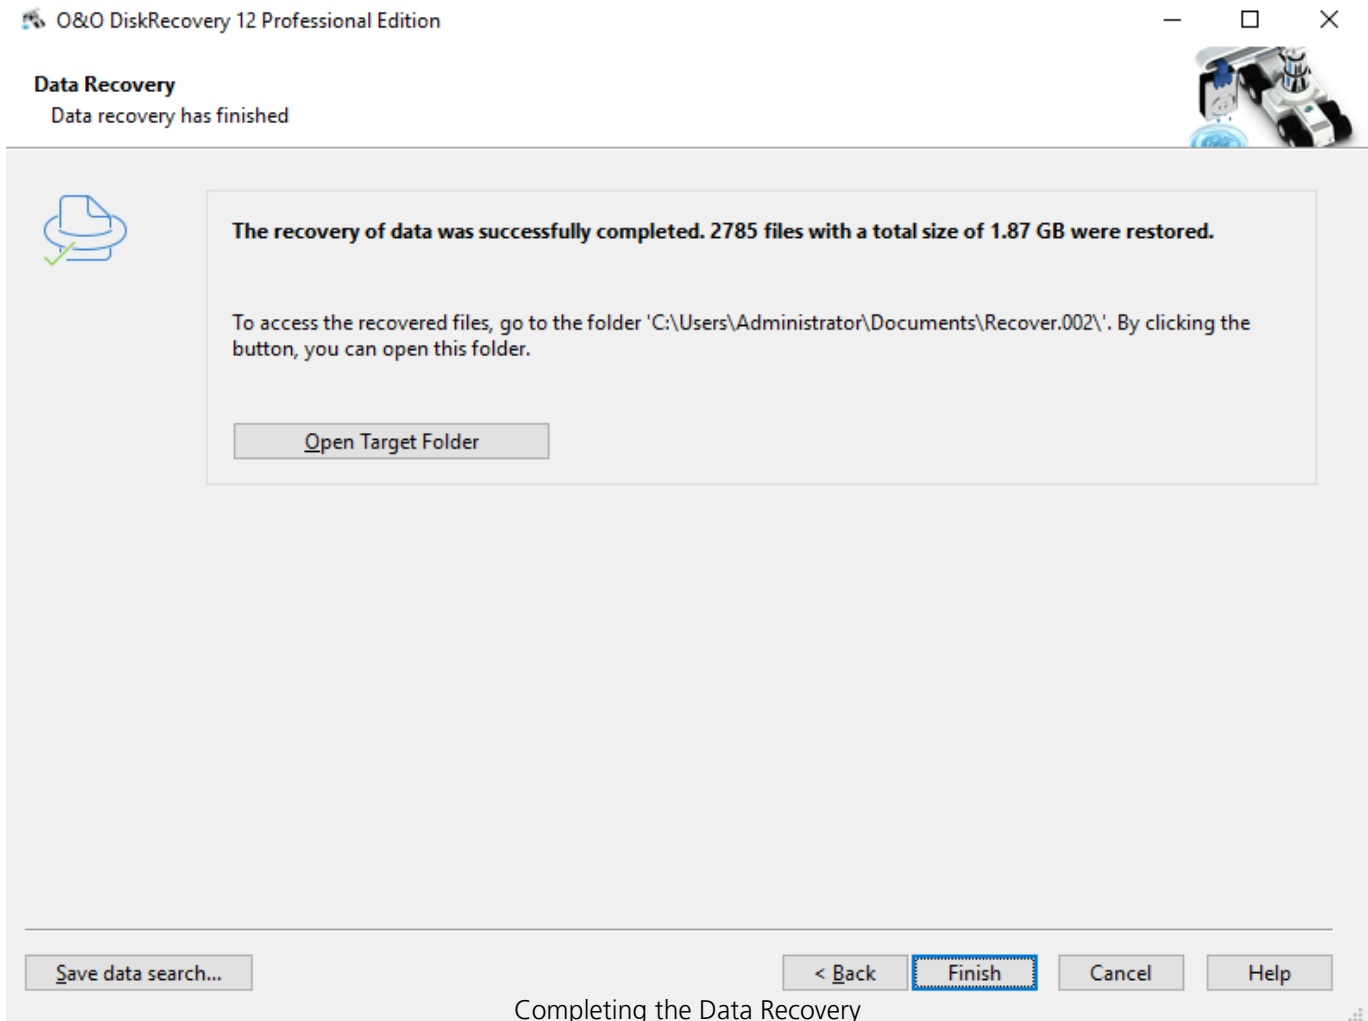 O&O DiskRecovery 12 Professional Edition
Data Recovery
Data recovery has finished
The recovery of data was successfully completed. 2785 files with a total size of 1.87 GB were restored.
To access the recovered files, go to the folder 'C:\Users\Administrator\Documents\Recover.002\'. By clicking the
button, you can open this folder.
Open Target Folder
Save data search...
< Back
Finish
Cancel
Help
Completing the Data Recovery